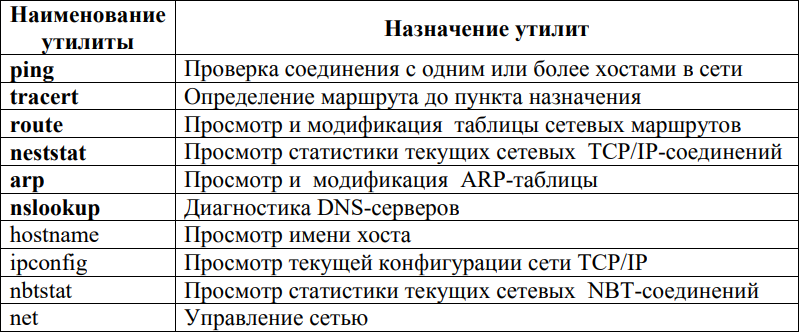 Наименование утилиты Назначение утилит
ping Проверка соединения с одним или более хостами в сети
tracert Определение маршрута до пункта назначения
route Просмотр и модификация таблицы сетевых маршрутов
neststat Просмотр статистики текущих сетевых TCP/IP-соединений
arp Просмотр и модификация ARP-таблицы
nslookup Диагностика DNS-серверов
hostname Просмотр имени хоста
ipconfig Просмотр текущей конфигурации сети TCP/IP
nbtstat Просмотр статистики текущих сетевых NBT-соединений
net Управление сетью